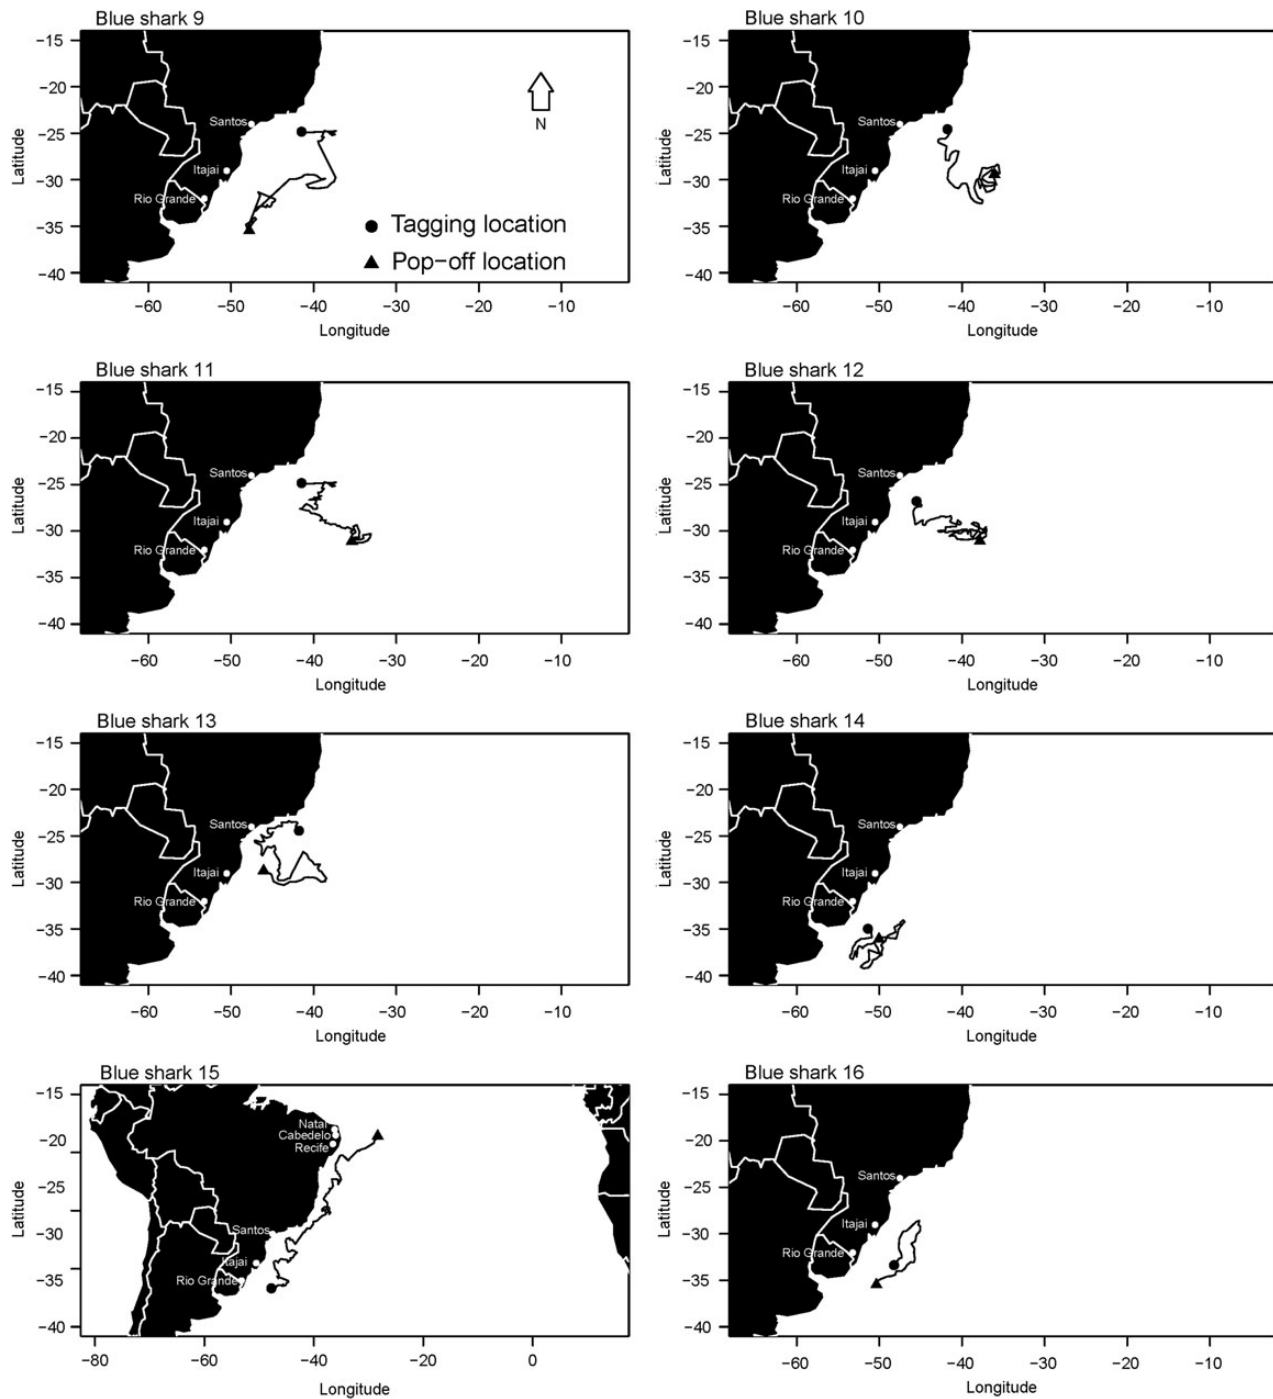 Blue shark 9
−15
−20
−25
−30
−35
−40
Latitude
Santos
Itajai
Rio Grande
N
Tagging location
Pop−off location
−60
−50
−40
−30
−20
−10
Longitude
Blue shark 10
−15
−20
−25
−30
−35
−40
Latitude
Santos
Itajai
Rio Grande
−60
−50
−40
−30
−20
−10
Longitude
Blue shark 11
−15
−20
−25
−30
−35
−40
Latitude
Santos
Itajai
Rio Grande
−60
−50
−40
−30
−20
−10
Longitude
Blue shark 12
−15
−20
−25
−30
−35
−40
Latitude
Santos
Itajai
Rio Grande
−60
−50
−40
−30
−20
−10
Longitude
Blue shark 13
−15
−20
−25
−30
−35
−40
Latitude
Santos
Itajai
Rio Grande
−60
−50
−40
−30
−20
−10
Longitude
Blue shark 14
−15
−20
−25
−30
−35
−40
Latitude
Santos
Itajai
Rio Grande
−60
−50
−40
−30
−20
−10
Longitude
Blue shark 15
−15
−20
−25
−30
−35
−40
Latitude
Natal
Cabedelo
Recife
Santos
Itajai
Rio Grande
−80
−60
−40
−20
0
Longitude
Blue shark 16
−15
−20
−25
−30
−35
−40
Latitude
Santos
Itajai
Rio Grande
−60
−50
−40
−30
−20
−10
Longitude